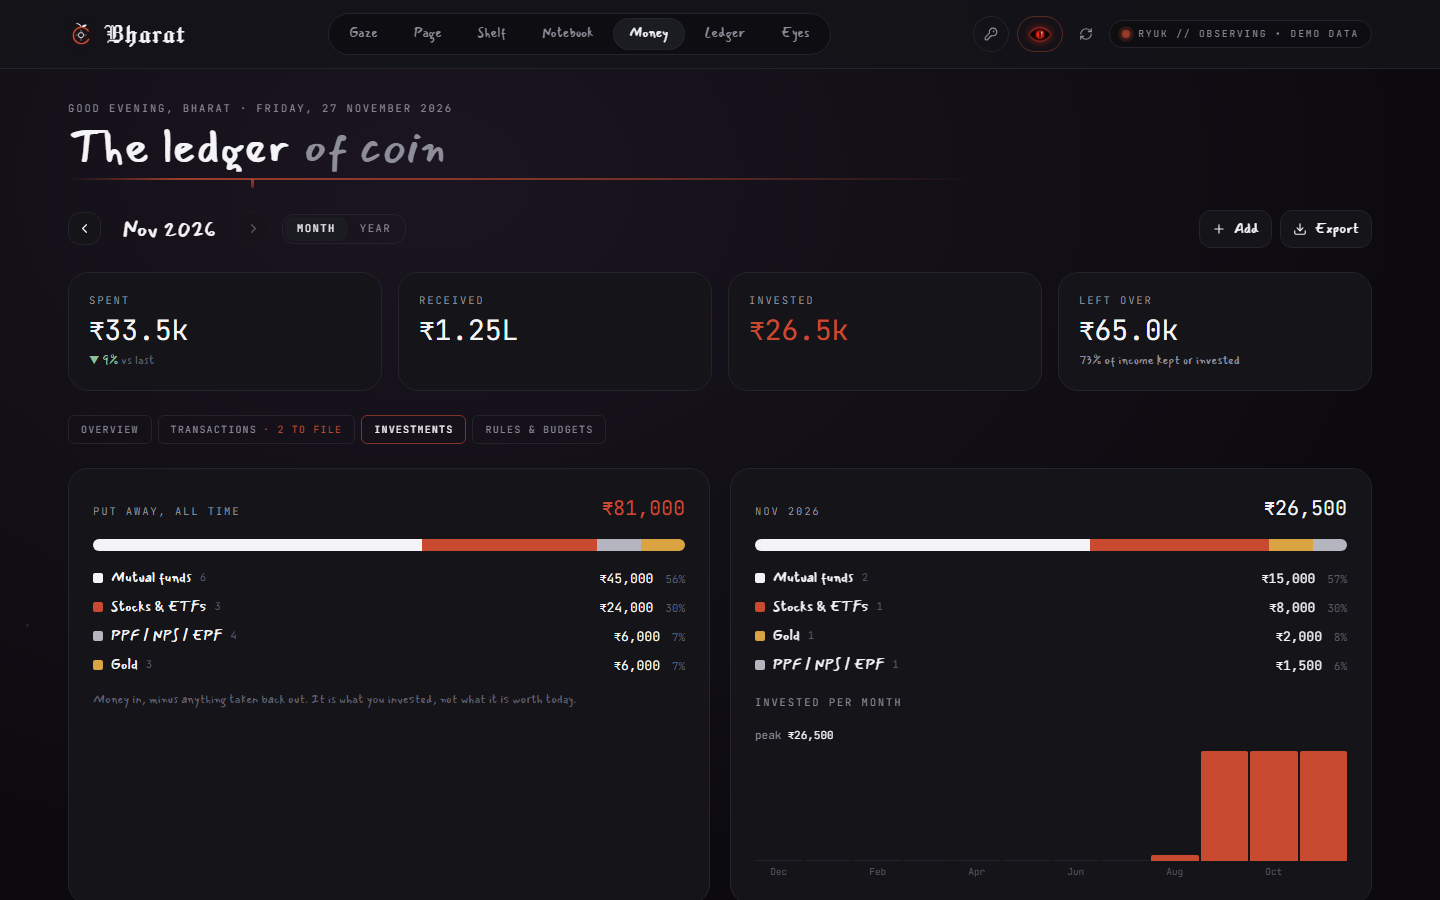 Bharat
Gaze Page Shelf Notebook Money Ledger Eyes
RYUK // OBSERVING • DEMO DATA
GOOD EVENING, BHARAT · FRIDAY, 27 NOVEMBER 2026
The ledger of coin
Nov 2026
MONTH YEAR
Add
Export
SPENT
₹33.5k
▼ 9% vs last
RECEIVED
₹1.25L
INVESTED
₹26.5k
LEFT OVER
₹65.0k
73% of income kept or invested
OVERVIEW
TRANSACTIONS · 2 TO FILE
INVESTMENTS
RULES & BUDGETS
PUT AWAY, ALL TIME ₹81,000
Mutual funds 6 ₹45,000 56%
Stocks & ETFs 3 ₹24,000 30%
PPF / NPS / EPF 4 ₹6,000 7%
Gold 3 ₹6,000 7%
Money in, minus anything taken back out. It is what you invested, not what it is worth today.
NOV 2026 ₹26,500
Mutual funds 2 ₹15,000 57%
Stocks & ETFs 1 ₹8,000 30%
Gold 1 ₹2,000 8%
PPF / NPS / EPF 1 ₹1,500 6%
INVESTED PER MONTH
peak ₹26,500
Dec Feb Apr Jun Aug Oct